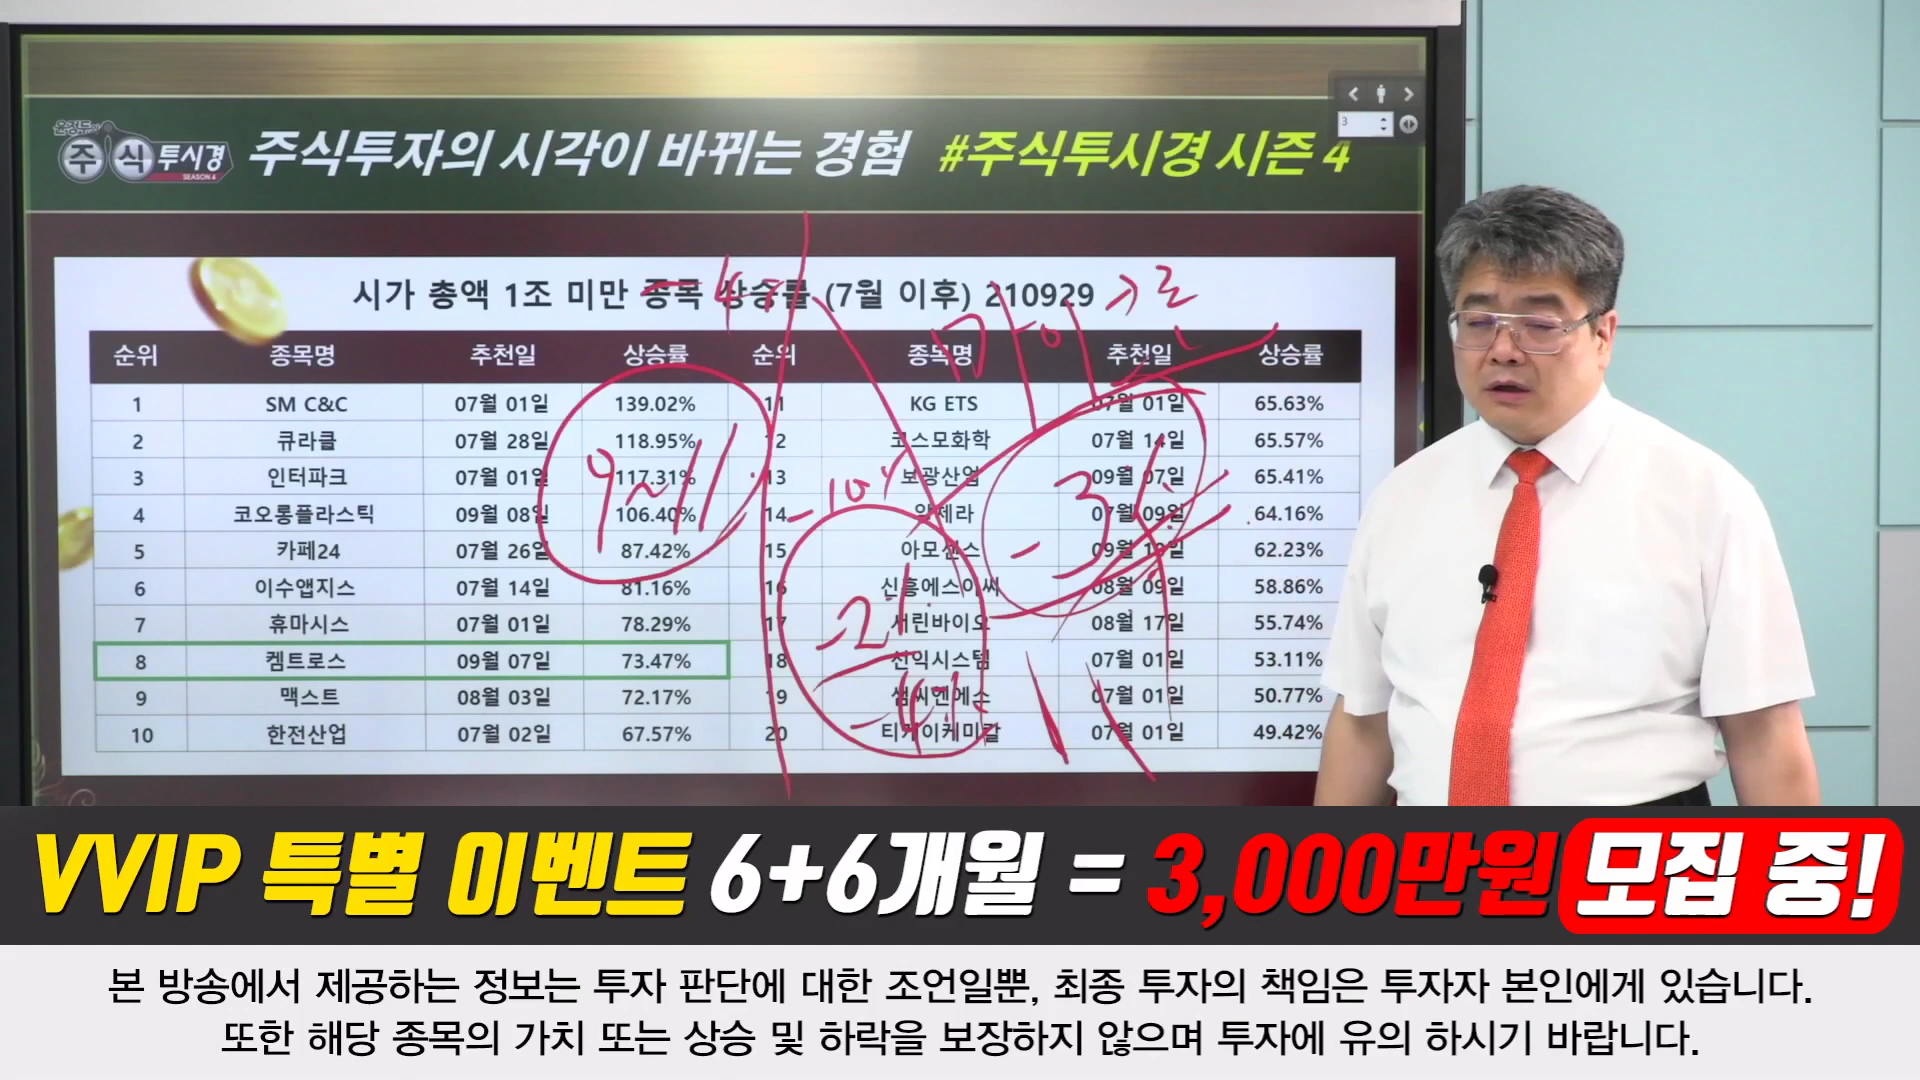 윤정두의
주식투시경
SEASON 4
주식투자의 시각이 바뀌는 경험 #주식투시경 시즌 4
3
시가 총액 1조 미만 종목 상승률 (7월 이후) 210929
순위 종목명 추천일 상승률 순위 종목명 추천일 상승률
1 SM C&C 07월 01일 139.02% 11 KG ETS 07월 01일 65.63%
2 큐라클 07월 28일 118.95% 12 코스모화학 07월 14일 65.57%
3 인터파크 07월 01일 117.31% 13 보광산업 09월 07일 65.41%
4 코오롱플라스틱 09월 08일 106.40% 14 07월 09일 64.16%
5 카페24 07월 26일 87.42% 15 아모센스 09월 62.23%
6 이수앱지스 07월 14일 81.16% 16 신흥에스이씨 08월 09일 58.86%
7 휴마시스 07월 01일 78.29% 17 서린바이오 08월 17일 55.74%
8 켐트로스 09월 07일 73.47% 18 선익시스템 07월 01일 53.11%
9 맥스트 08월 03일 72.17% 19 쌤씨엔에스 07월 01일 50.77%
10 한전산업 07월 02일 67.57% 20 티케이케미칼 07월 01일 49.42%
9~11
-10%
-2%
-3%
마이
VVIP 특별 이벤트 6+6개월 = 3,000만원 모집 중!
본 방송에서 제공하는 정보는 투자 판단에 대한 조언일뿐, 최종 투자의 책임은 투자자 본인에게 있습니다.
또한 해당 종목의 가치 또는 상승 및 하락을 보장하지 않으며 투자에 유의 하시기 바랍니다.